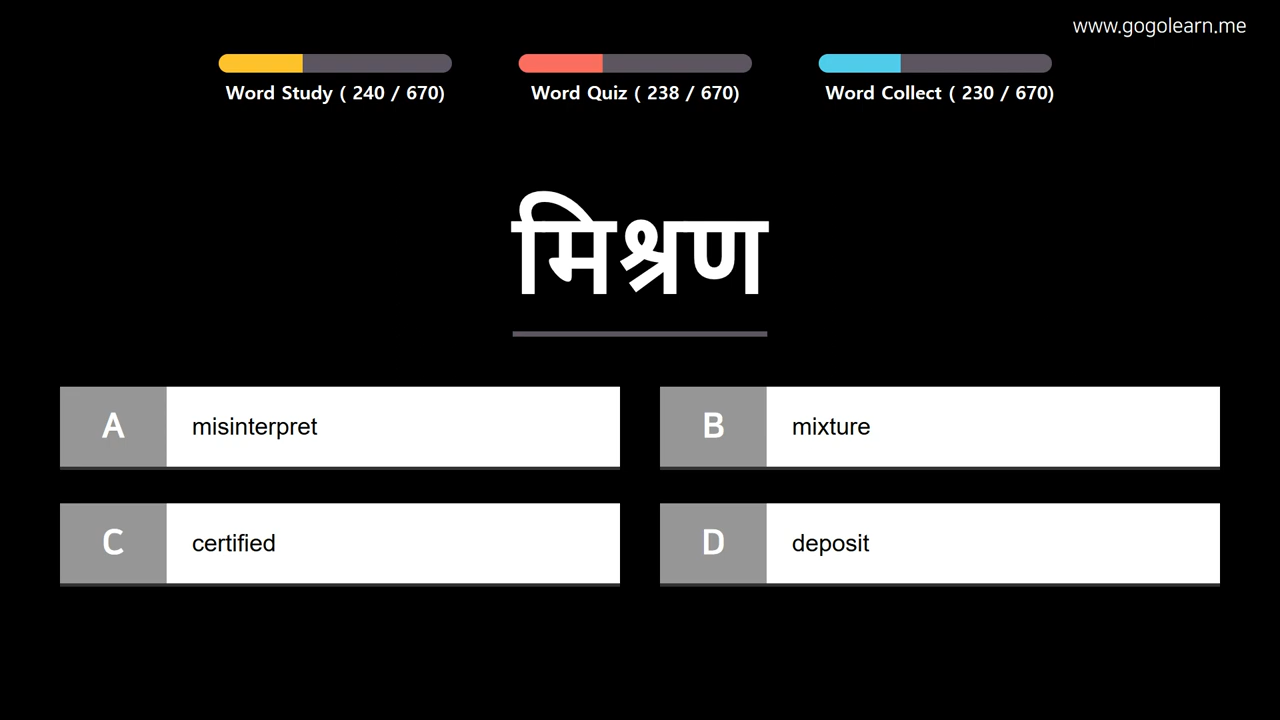 www.gogolearn.me
Word Study ( 240 / 670)
Word Quiz ( 238 / 670)
Word Collect ( 230 / 670)
मिश्रण
A misinterpret
B mixture
C certified
D deposit